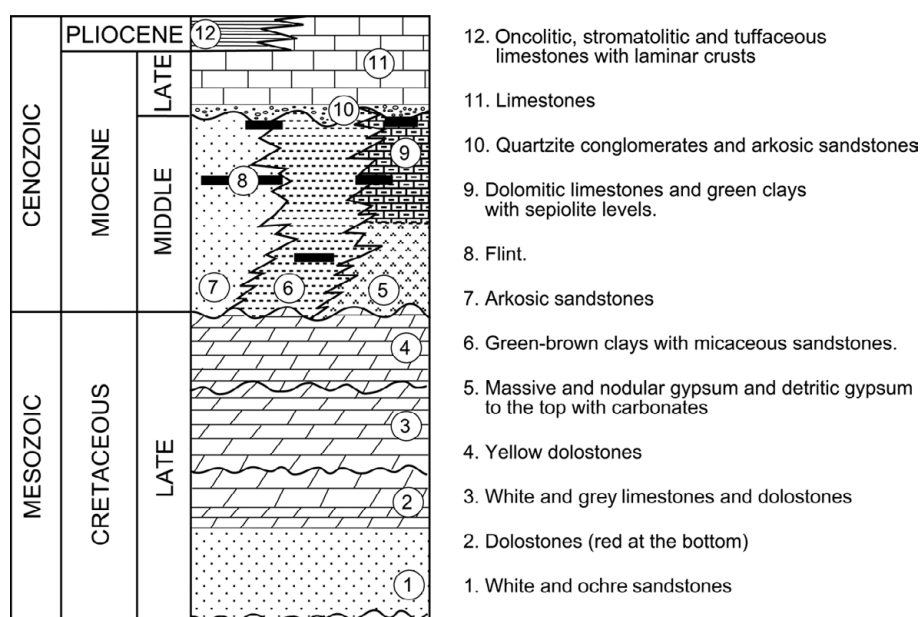 PLIOCENE
CENOZOIC
MIOCENE
LATE
MIDDLE
MESOZOIC
CRETACEOUS
LATE
12
11
10
9
8
7
6
5
4
3
2
1
12. Oncolitic, stromatolitic and tuffaceous
limestones with laminar crusts
11. Limestones
10. Quartzite conglomerates and arkosic sandstones
9. Dolomitic limestones and green clays
with sepiolite levels.
8. Flint.
7. Arkosic sandstones
6. Green-brown clays with micaceous sandstones.
5. Massive and nodular gypsum and detritic gypsum
to the top with carbonates
4. Yellow dolostones
3. White and grey limestones and dolostones
2. Dolostones (red at the bottom)
1. White and ochre sandstones